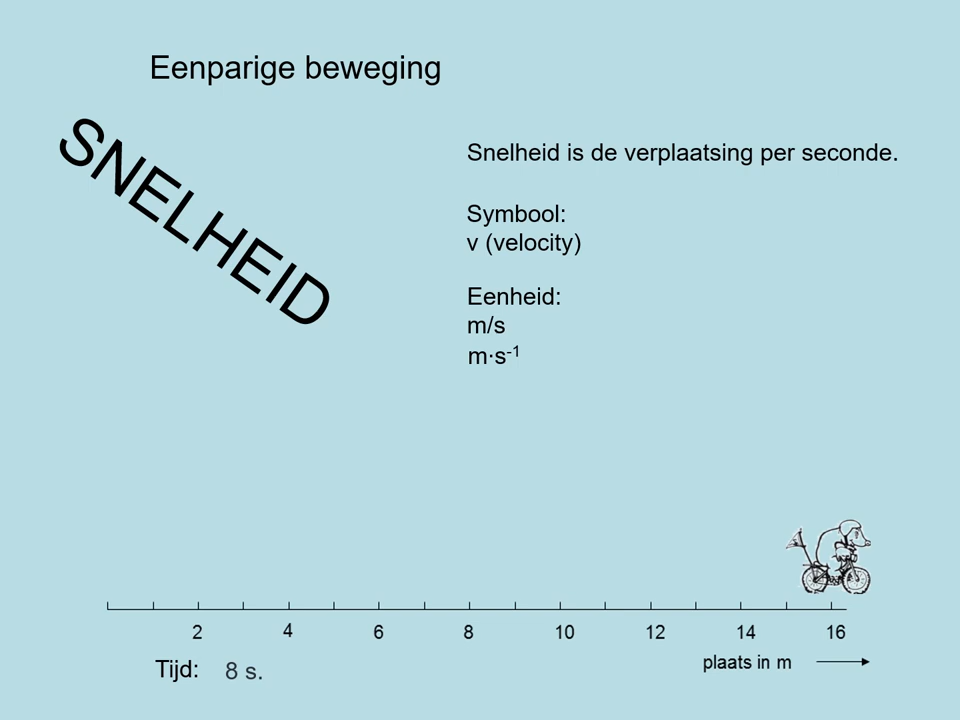 Eenparige beweging
SNELHEID
Snelheid is de verplaatsing per seconde.
Symbool:
v (velocity)
Eenheid:
m/s
m·s⁻¹
2 4 6 8 10 12 14 16
plaats in m
Tijd: 8 s.